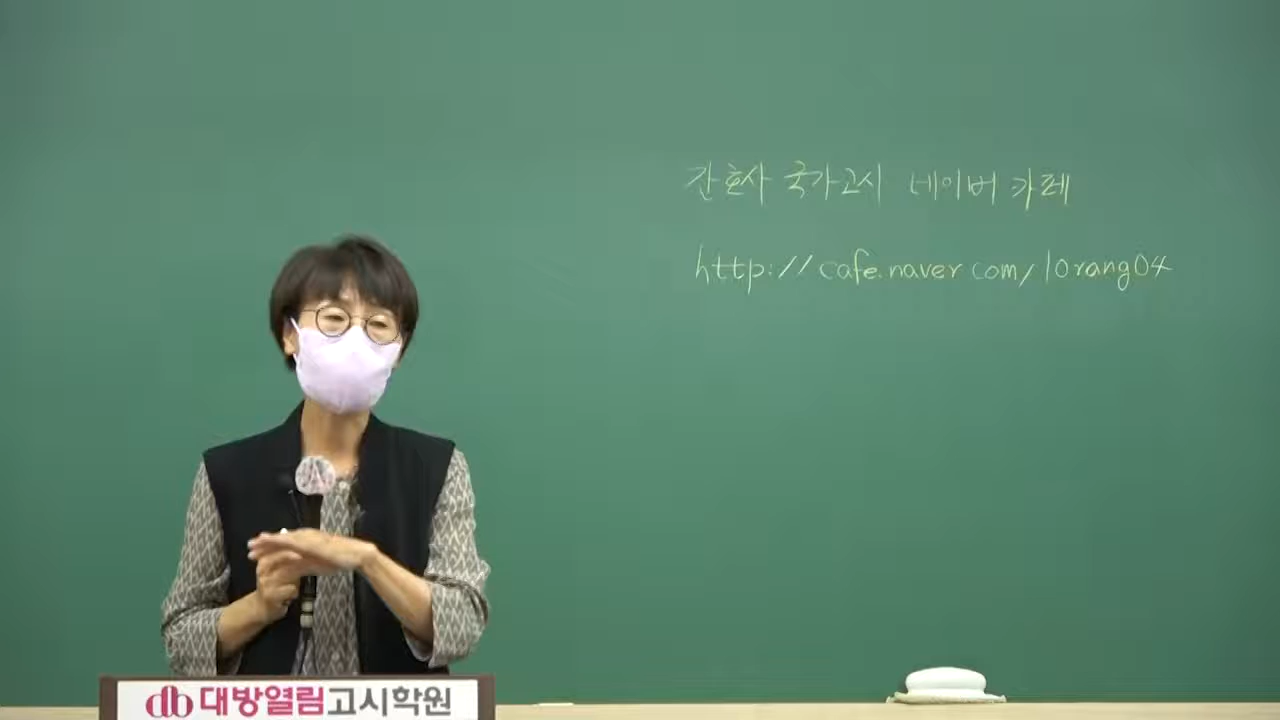 간호사 국가고시 네이버 카페
http://cafe.naver.com/10rang04
db 대방열림고시학원